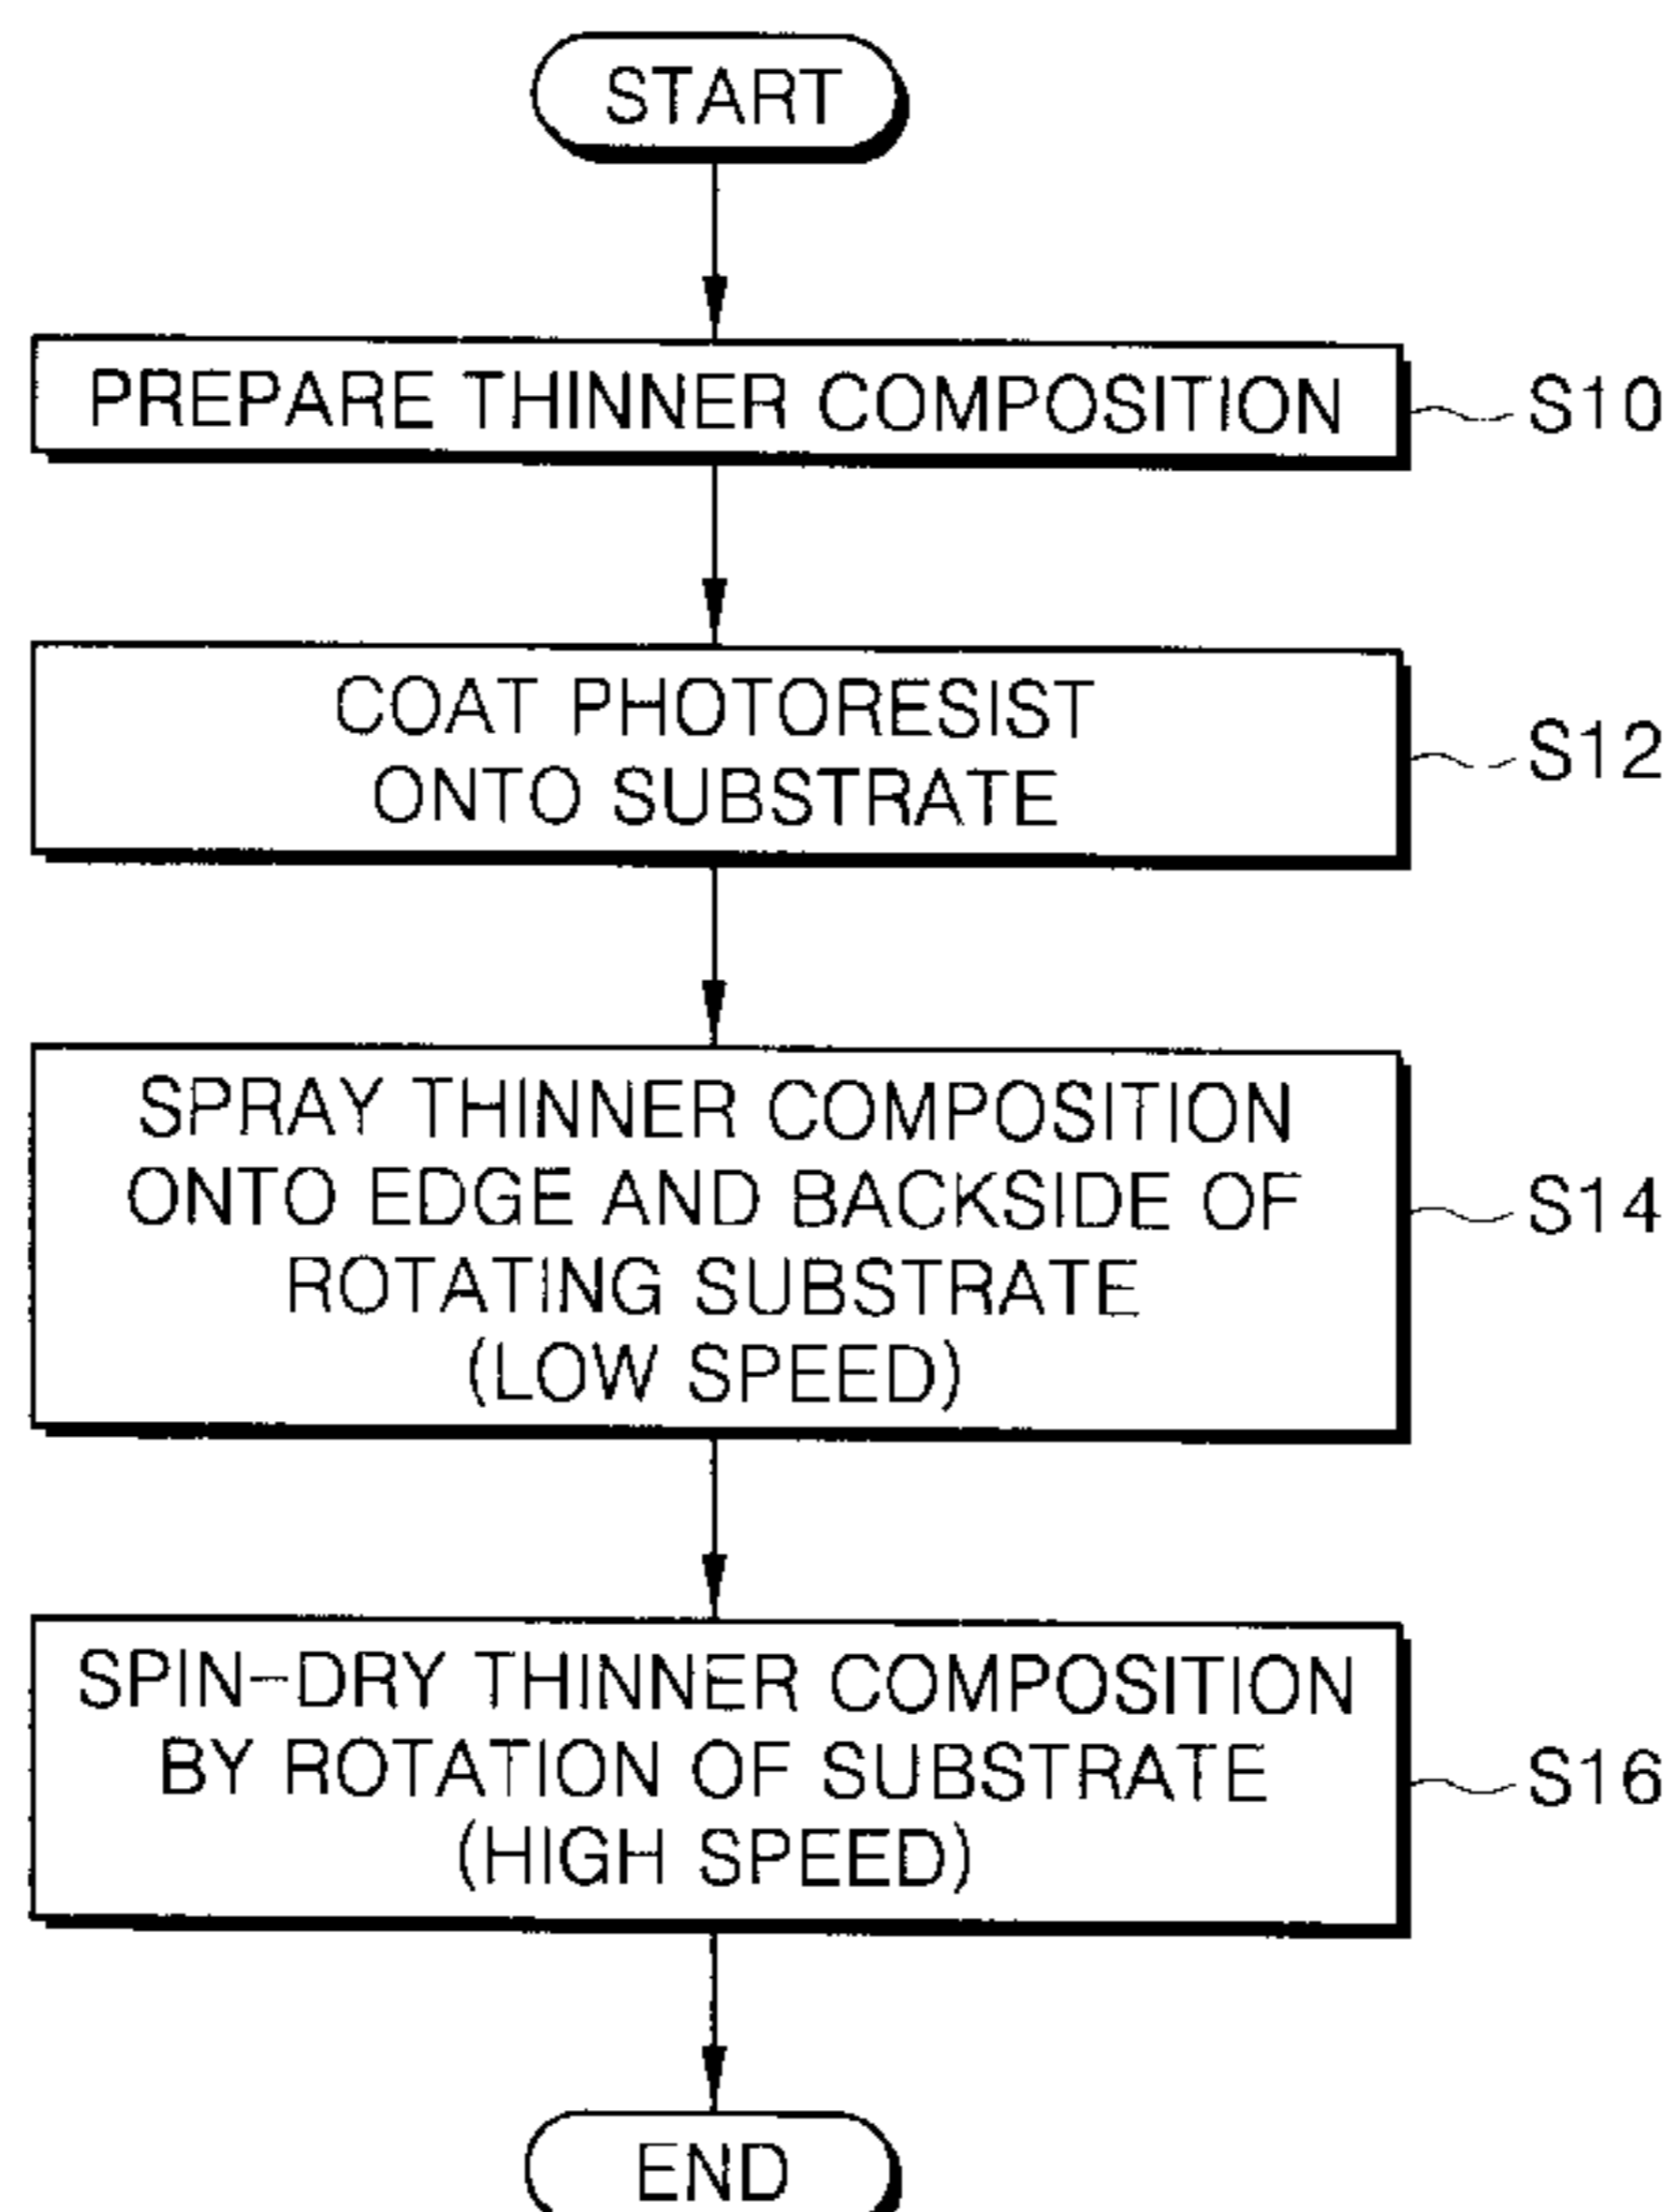 START
PREPARE THINNER COMPOSITION
S10
COAT PHOTORESIST
ONTO SUBSTRATE
S12
SPRAY THINNER COMPOSITION
ONTO EDGE AND BACKSIDE OF
ROTATING SUBSTRATE
(LOW SPEED)
S14
SPIN-DRY THINNER COMPOSITION
BY ROTATION OF SUBSTRATE
(HIGH SPEED)
S16
END